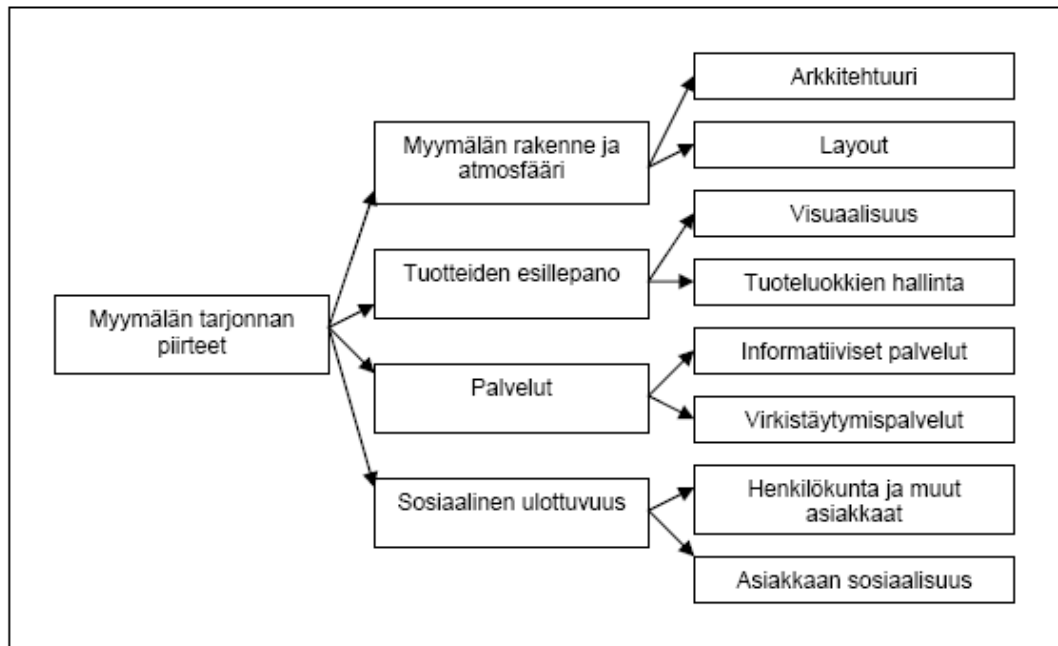 Myymälän tarjonnan
piirteet
Myymälän rakenne ja
atmosfääri
Tuotteiden esillepano
Palvelut
Sosiaalinen ulottuvuus
Arkkitehtuuri
Layout
Visuaalisuus
Tuoteluokkien hallinta
Informatiiviset palvelut
Virkistäytymispalvelut
Henkilökunta ja muut
asiakkaat
Asiakkaan sosiaalisuus